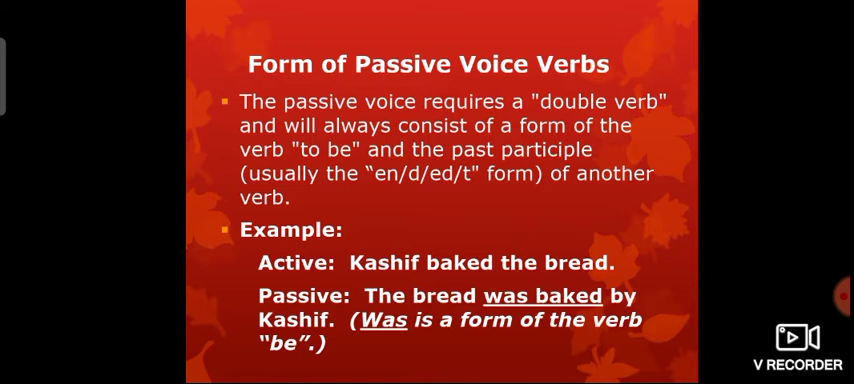 Form of Passive Voice Verbs
The passive voice requires a "double verb"
and will always consist of a form of the
verb "to be" and the past participle
(usually the “en/d/ed/t" form) of another
verb.
Example:
Active:  Kashif baked the bread.
Passive:  The bread was baked by
Kashif.  (Was is a form of the verb
“be”.)
V RECORDER